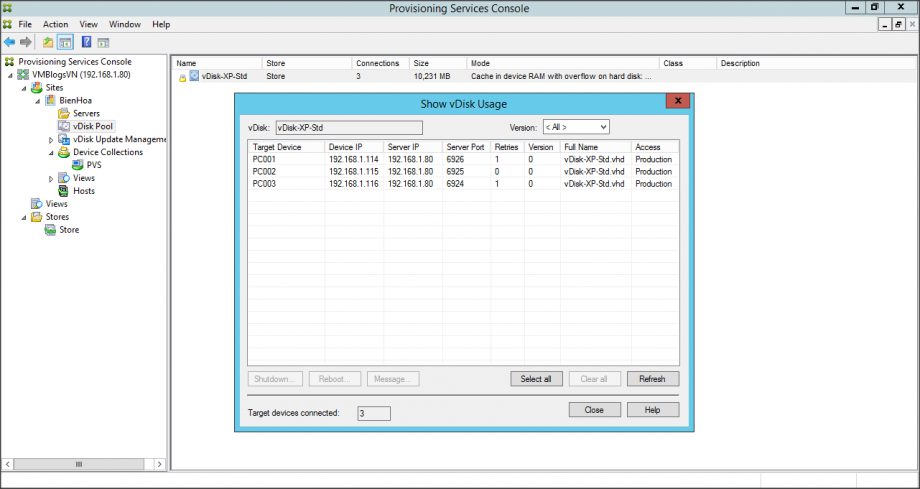 Provisioning Services Console
File Action View Window Help
Provisioning Services Console
VMBlogsVN (192.168.1.80)
Sites
BienHoa
Servers
vDisk Pool
vDisk Update Manageme
Device Collections
PVS
Views
Hosts
Views
Stores
Store
Name Store Connections Size Mode Class Description
vDisk-XP-Std Store 3 10,231 MB Cache in device RAM with overflow on hard disk: ...
Show vDisk Usage
vDisk: vDisk-XP-Std Version: < All >
Target Device Device IP Server IP Server Port Retries Version Full Name Access
PC001 192.168.1.114 192.168.1.80 6926 1 0 vDisk-XP-Std.vhd Production
PC002 192.168.1.115 192.168.1.80 6925 0 0 vDisk-XP-Std.vhd Production
PC003 192.168.1.116 192.168.1.80 6924 1 0 vDisk-XP-Std.vhd Production
Shutdown... Reboot... Message... Select all Clear all Refresh
Target devices connected: 3 Close Help